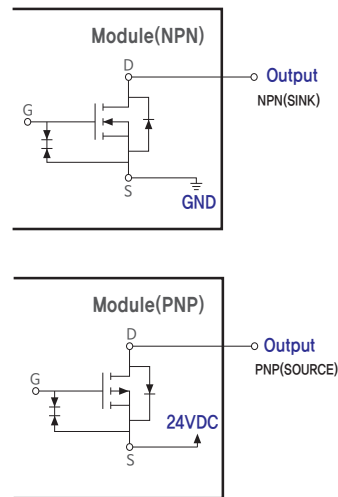 Module(NPN)
D
Output
NPN(SINK)
G
S
GND
Module(PNP)
D
Output
PNP(SOURCE)
G
24VDC
S